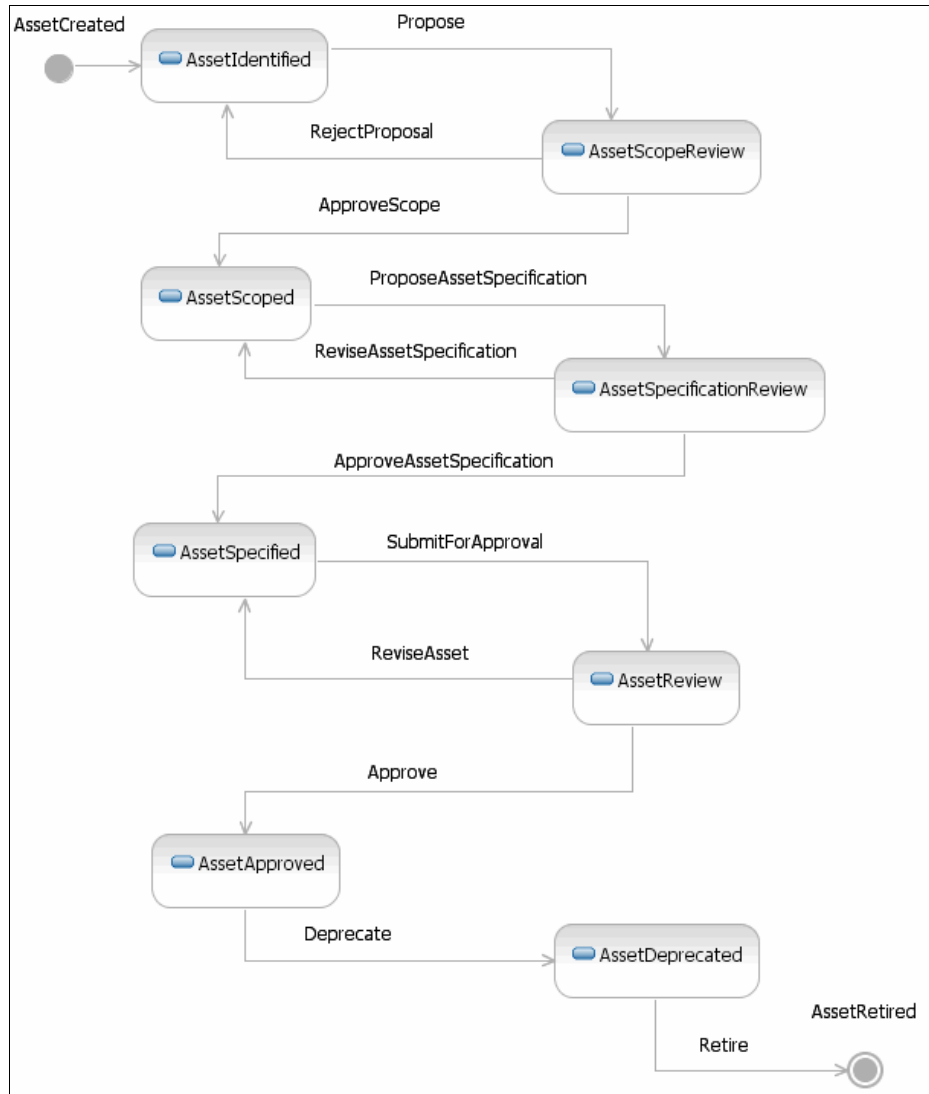 AssetCreated
Propose
AssetIdentified
RejectProposal
AssetScopeReview
ApproveScope
ProposeAssetSpecification
AssetScoped
ReviseAssetSpecification
AssetSpecificationReview
ApproveAssetSpecification
SubmitForApproval
AssetSpecified
ReviseAsset
AssetReview
Approve
AssetApproved
Deprecate
AssetDeprecated
AssetRetired
Retire